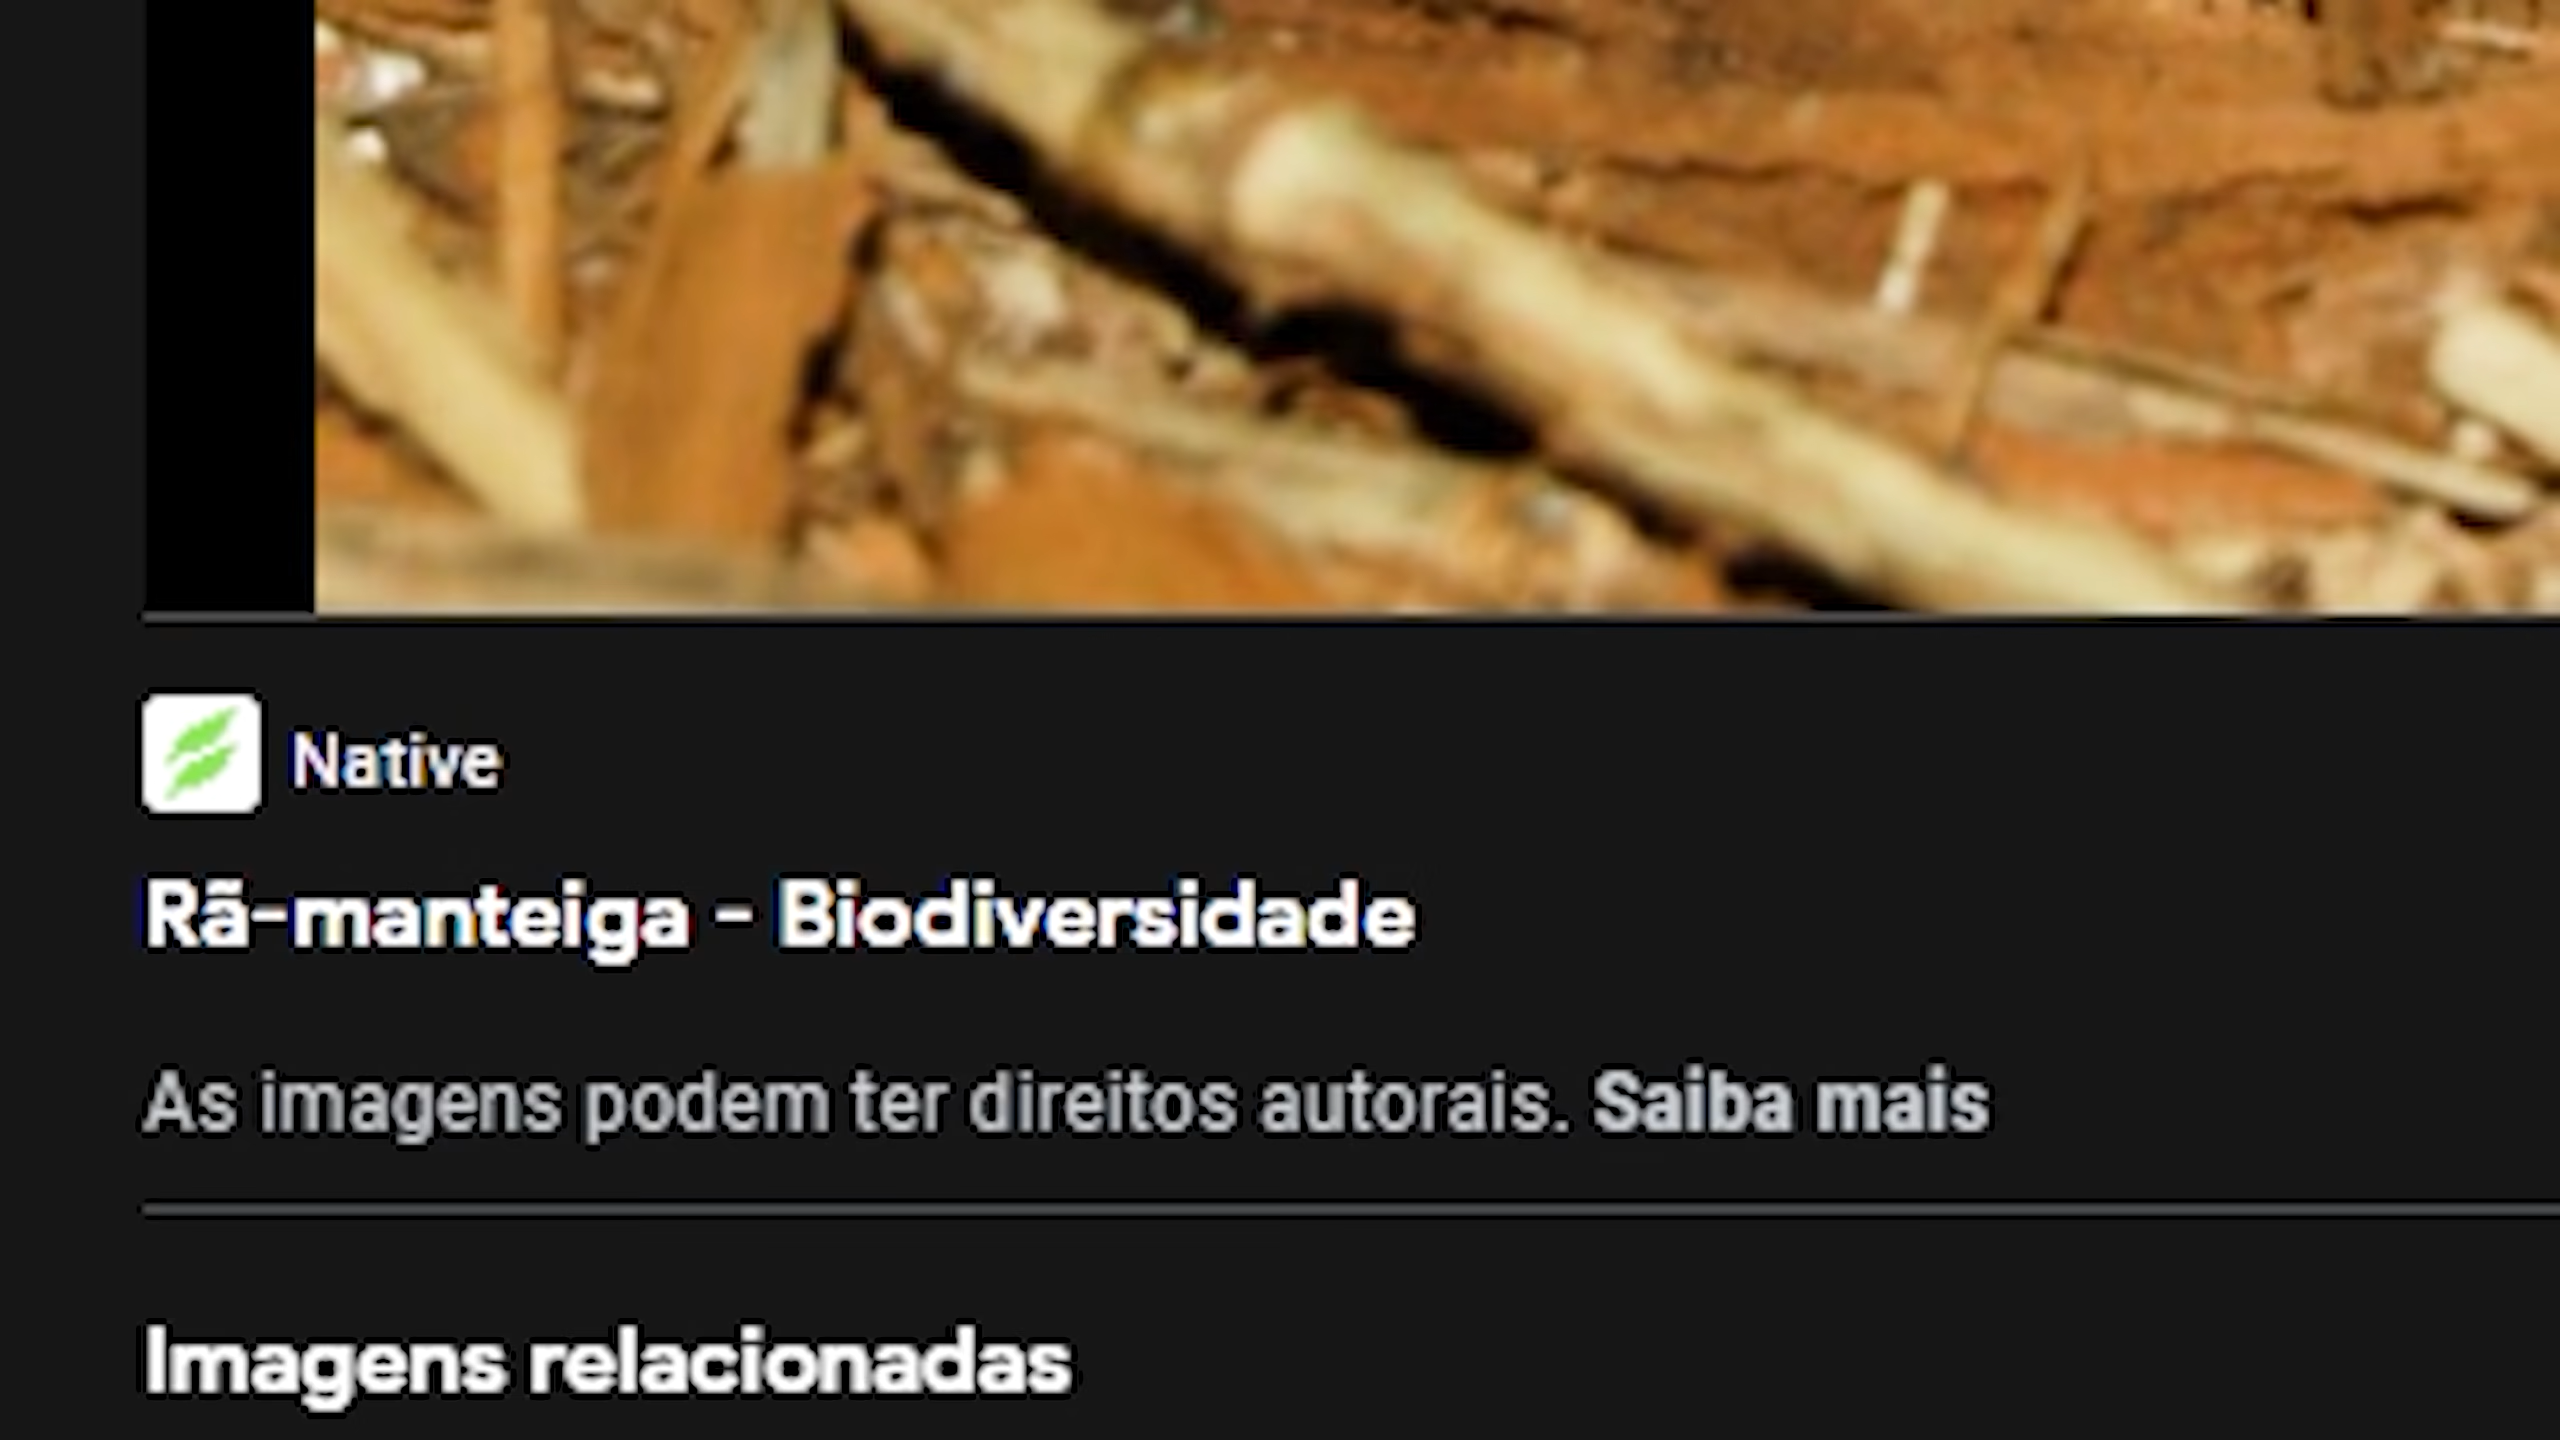 Native
Rã-manteiga - Biodiversidade
As imagens podem ter direitos autorais. Saiba mais
Imagens relacionadas